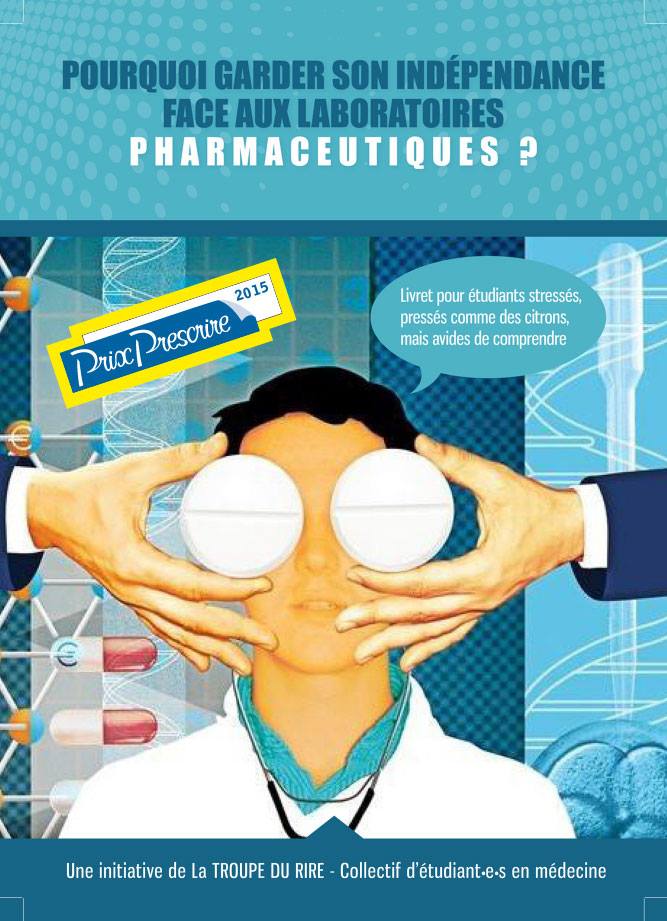 POURQUOI GARDER SON INDÉPENDANCE
FACE AUX LABORATOIRES
PHARMACEUTIQUES ?
2015
Prix Prescrire
Livret pour étudiants stressés,
pressés comme des citrons,
mais avides de comprendre
€
€
Une initiative de La TROUPE DU RIRE - Collectif d'étudiant•e•s en médecine